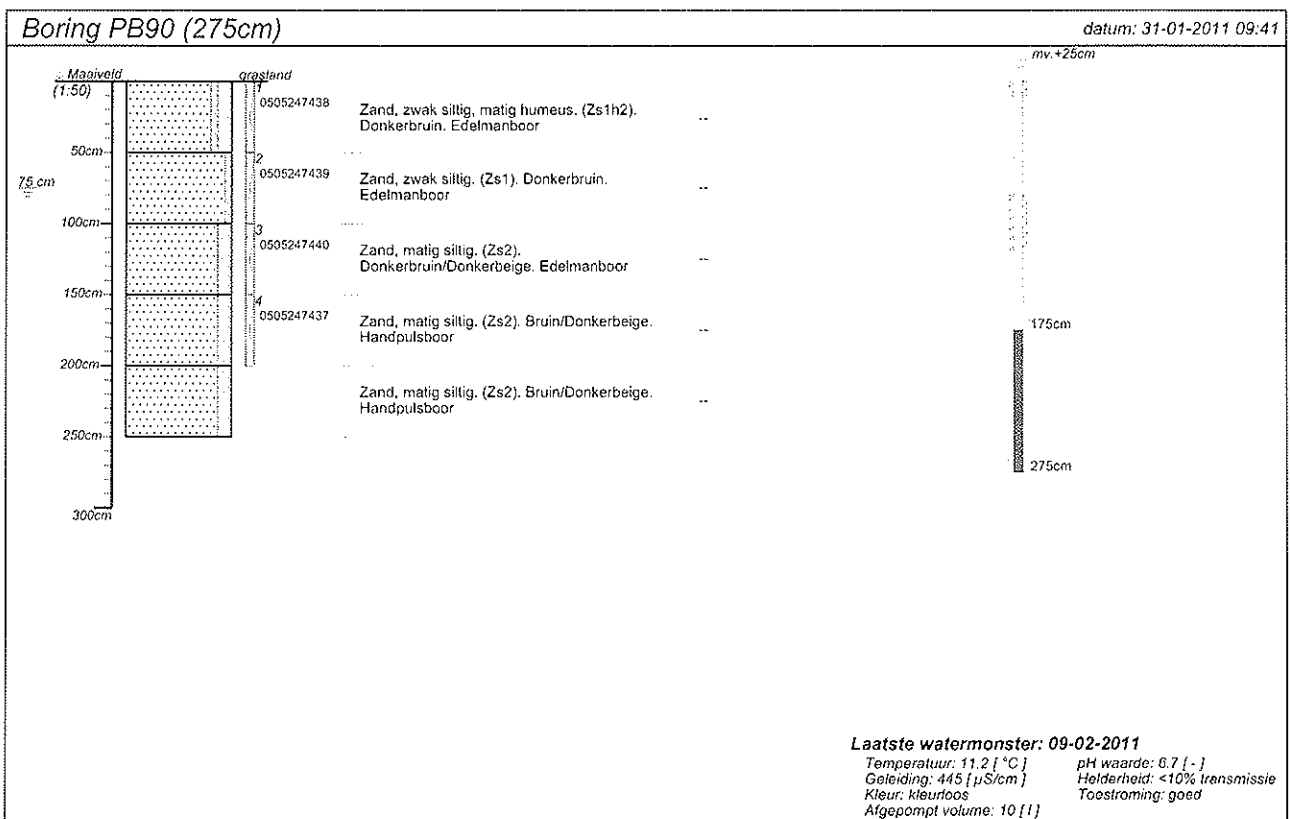 Boring PB90 (275cm)
datum: 31-01-2011 09:41
mv.+25cm
Maaiveld
grasland
(1:50)
1
0505247438
Zand, zwak siltig, matig humeus. (Zs1h2).
Donkerbruin. Edelmanboor
--
50cm
2
0505247439
75 cm
Zand, zwak siltig. (Zs1). Donkerbruin.
Edelmanboor
--
100cm
3
0505247440
Zand, matig siltig. (Zs2).
Donkerbruin/Donkerbeige. Edelmanboor
--
150cm
4
0505247437
Zand, matig siltig. (Zs2). Bruin/Donkerbeige.
Handpulsboor
--
175cm
200cm
Zand, matig siltig. (Zs2). Bruin/Donkerbeige.
Handpulsboor
--
250cm
275cm
300cm
Laatste watermonster: 09-02-2011
Temperatuur: 11.2 [ °C ]
pH waarde: 6.7 [ - ]
Geleiding: 445 [ µS/cm ]
Helderheid: <10% transmissie
Kleur: kleurloos
Toestroming: goed
Afgepompt volume: 10 [ l ]